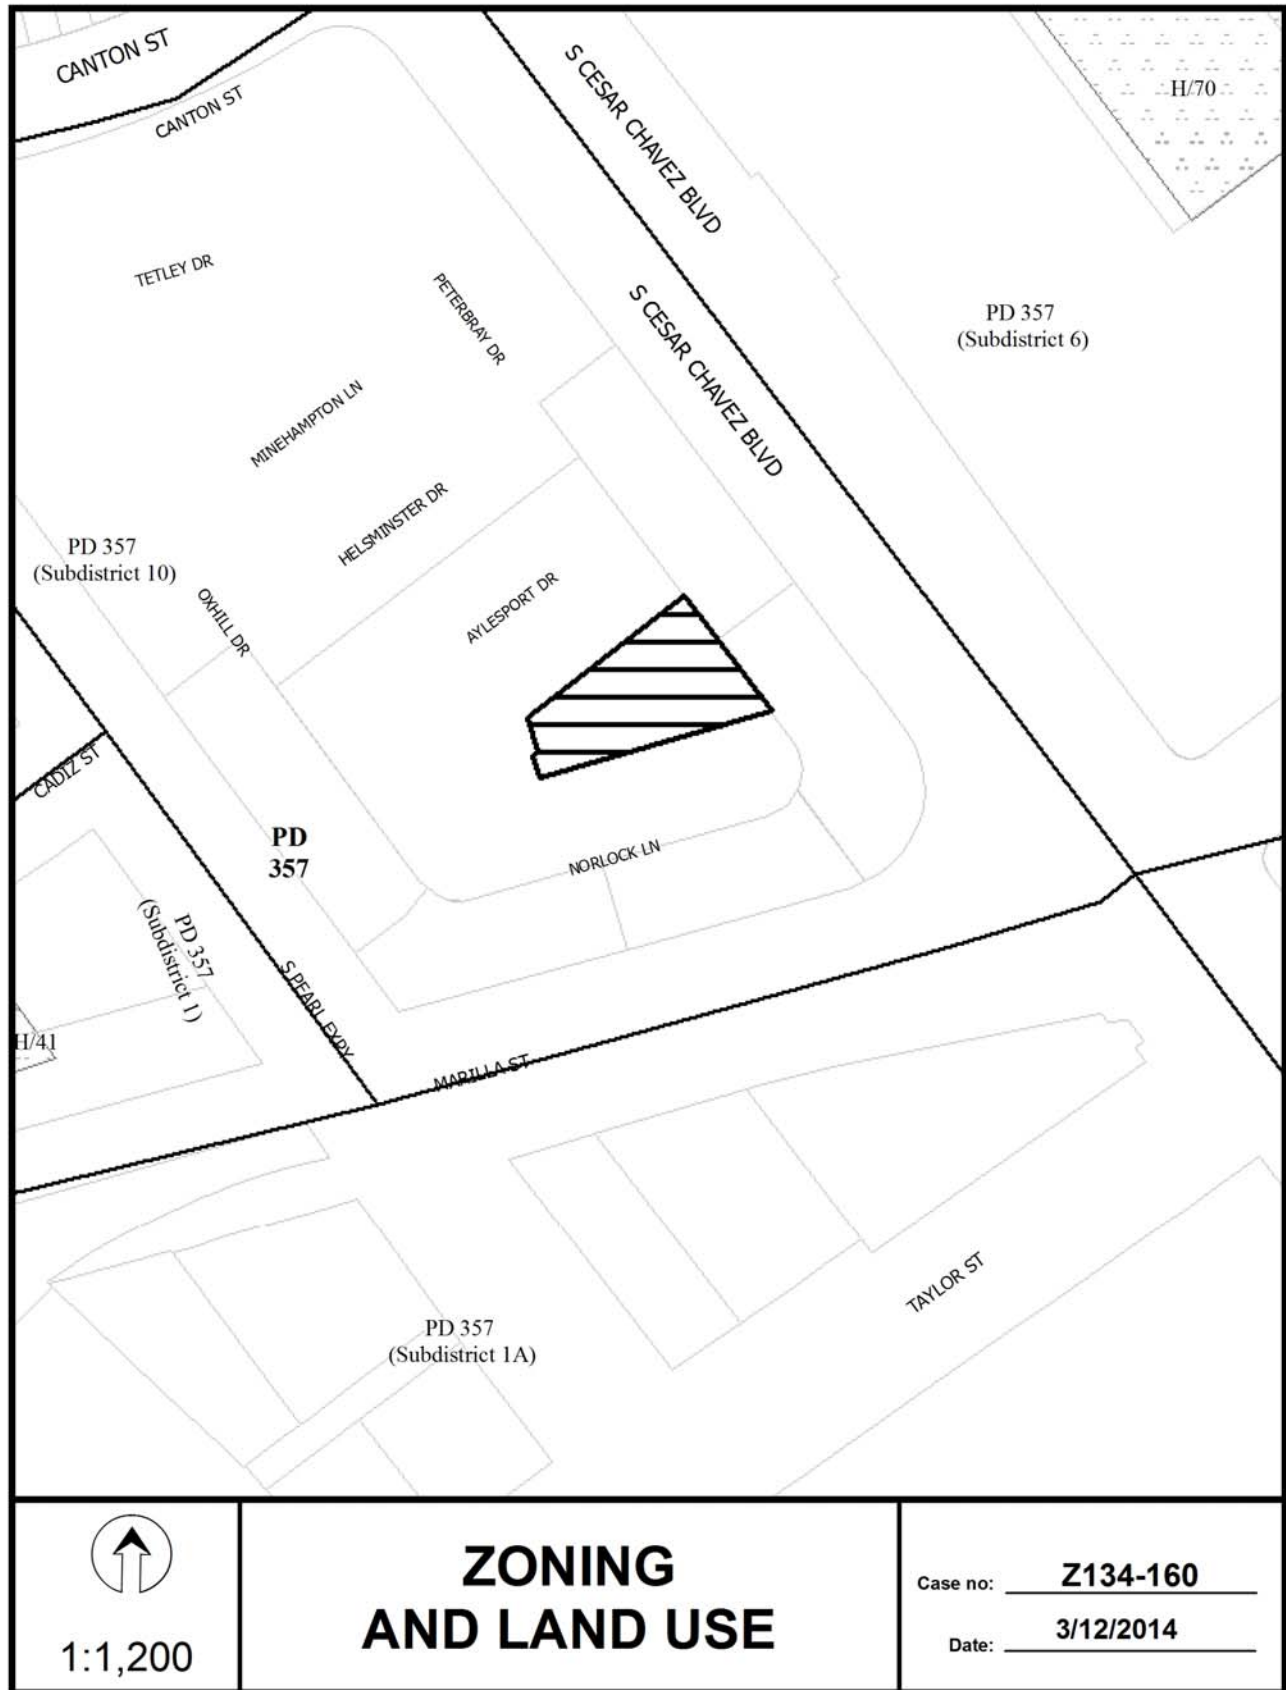 CANTON ST
CANTON ST
S CESAR CHAVEZ BLVD
H/70
TETLEY DR
PETERBRAY DR
S CESAR CHAVEZ BLVD
PD 357
(Subdistrict 6)
MINEHAMPTON LN
HELSMINSTER DR
PD 357
(Subdistrict 10)
OXHILL DR
AYLESPORT DR
CADIZ ST
PD
357
NORLOCK LN
PD 357
(Subdistrict 1)
S PEARL EXPY
H/41
MARILLA ST
TAYLOR ST
PD 357
(Subdistrict 1A)
1:1,200
ZONING
AND LAND USE
Case no: Z134-160
Date: 3/12/2014